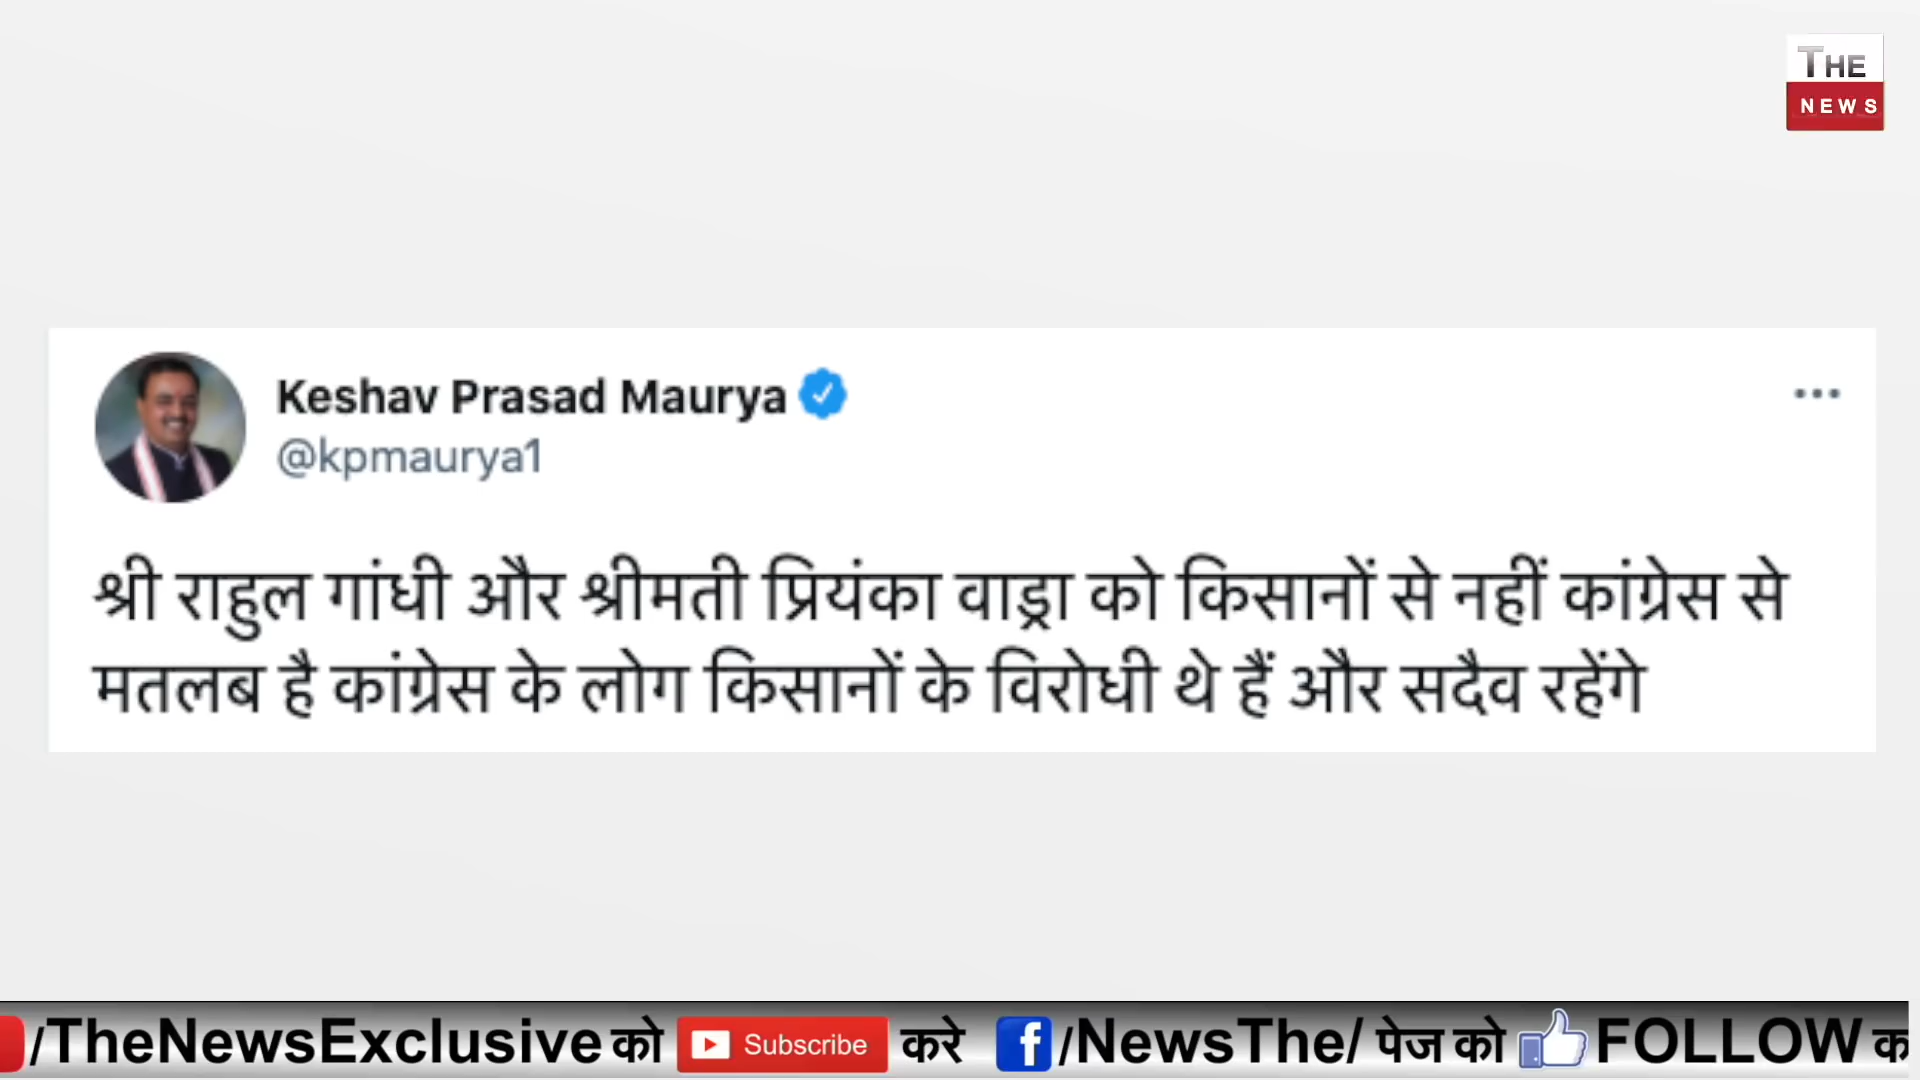 THE
NEWS
Keshav Prasad Maurya
@kpmaurya1
श्री राहुल गांधी और श्रीमती प्रियंका वाड्रा को किसानों से नहीं कांग्रेस से
मतलब है कांग्रेस के लोग किसानों के विरोधी थे हैं और सदैव रहेंगे
/TheNewsExclusive को Subscribe करे f /NewsThe/ पेज को FOLLOW क